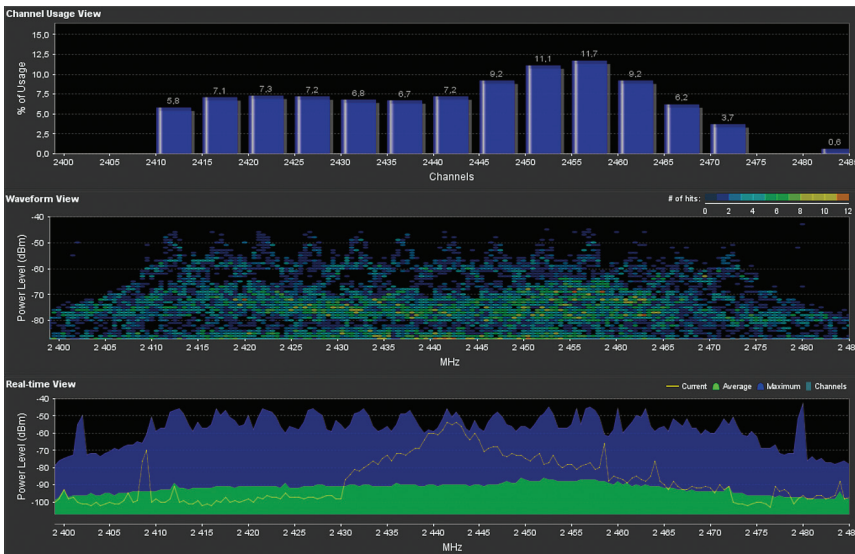 Channel Usage View
% of Usage
15,0
12,5
10,0
7,5
5,0
2,5
0,0
5,8
7,1
7,3
7,2
6,8
6,7
7,2
9,2
11,1
11,7
9,2
6,2
3,7
0,6
2400 2405 2410 2415 2420 2425 2430 2435 2440 2445 2450 2455 2460 2465 2470 2475 2480 2485
Channels
Waveform View
# of hits:
0 2 4 6 8 10 12
Power Level (dBm)
-40
-50
-60
-70
-80
2 400 2 405 2 410 2 415 2 420 2 425 2 430 2 435 2 440 2 445 2 450 2 455 2 460 2 465 2 470 2 475 2 480 2 485
MHz
Real-time View
Current Average Maximum Channels
Power Level (dBm)
-40
-50
-60
-70
-80
-90
-100
2 400 2 405 2 410 2 415 2 420 2 425 2 430 2 435 2 440 2 445 2 450 2 455 2 460 2 465 2 470 2 475 2 480 2 485
MHz